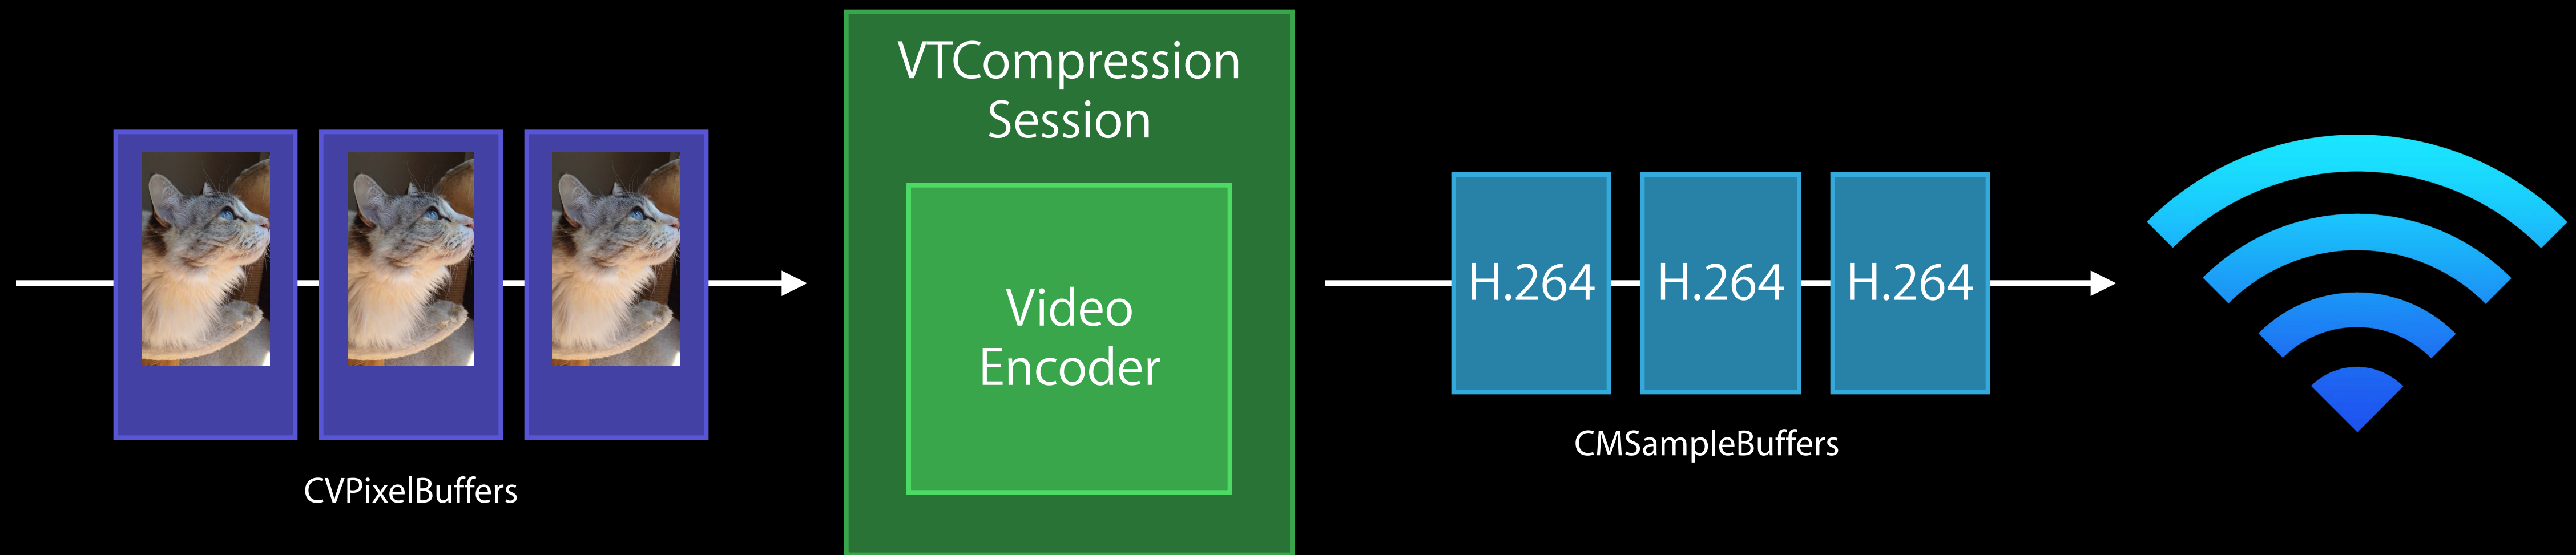 CVPixelBuffers
VTCompression
Session
Video
Encoder
H.264
H.264
H.264
CMSampleBuffers